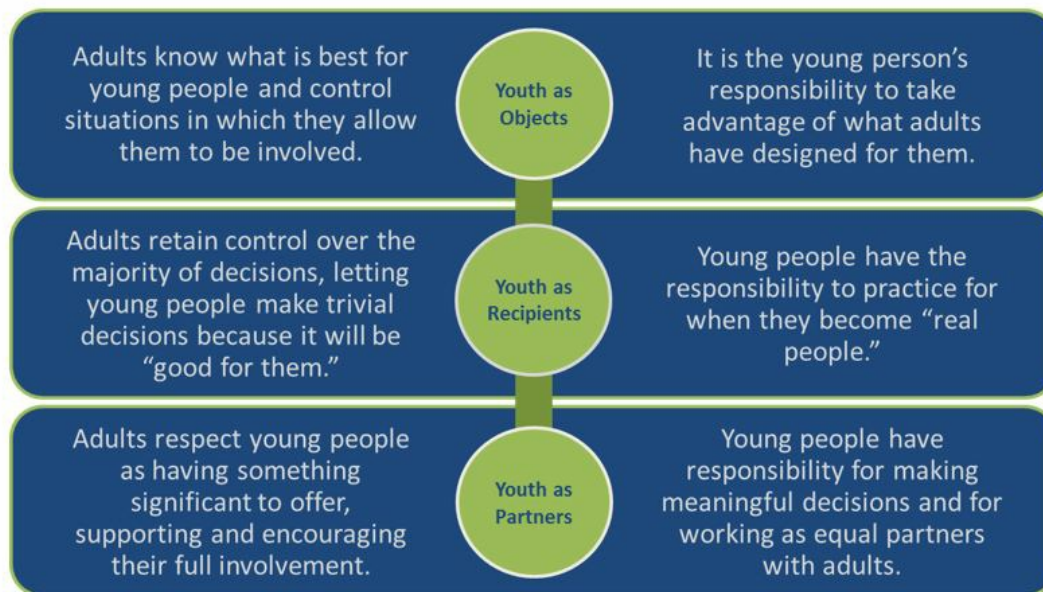 Adults know what is best for
young people and control
situations in which they allow
them to be involved.
Youth as
Objects
It is the young person's
responsibility to take
advantage of what adults
have designed for them.
Adults retain control over the
majority of decisions, letting
young people make trivial
decisions because it will be
“good for them.”
Youth as
Recipients
Young people have the
responsibility to practice for
when they become “real
people.”
Adults respect young people
as having something
significant to offer,
supporting and encouraging
their full involvement.
Youth as
Partners
Young people have
responsibility for making
meaningful decisions and for
working as equal partners
with adults.